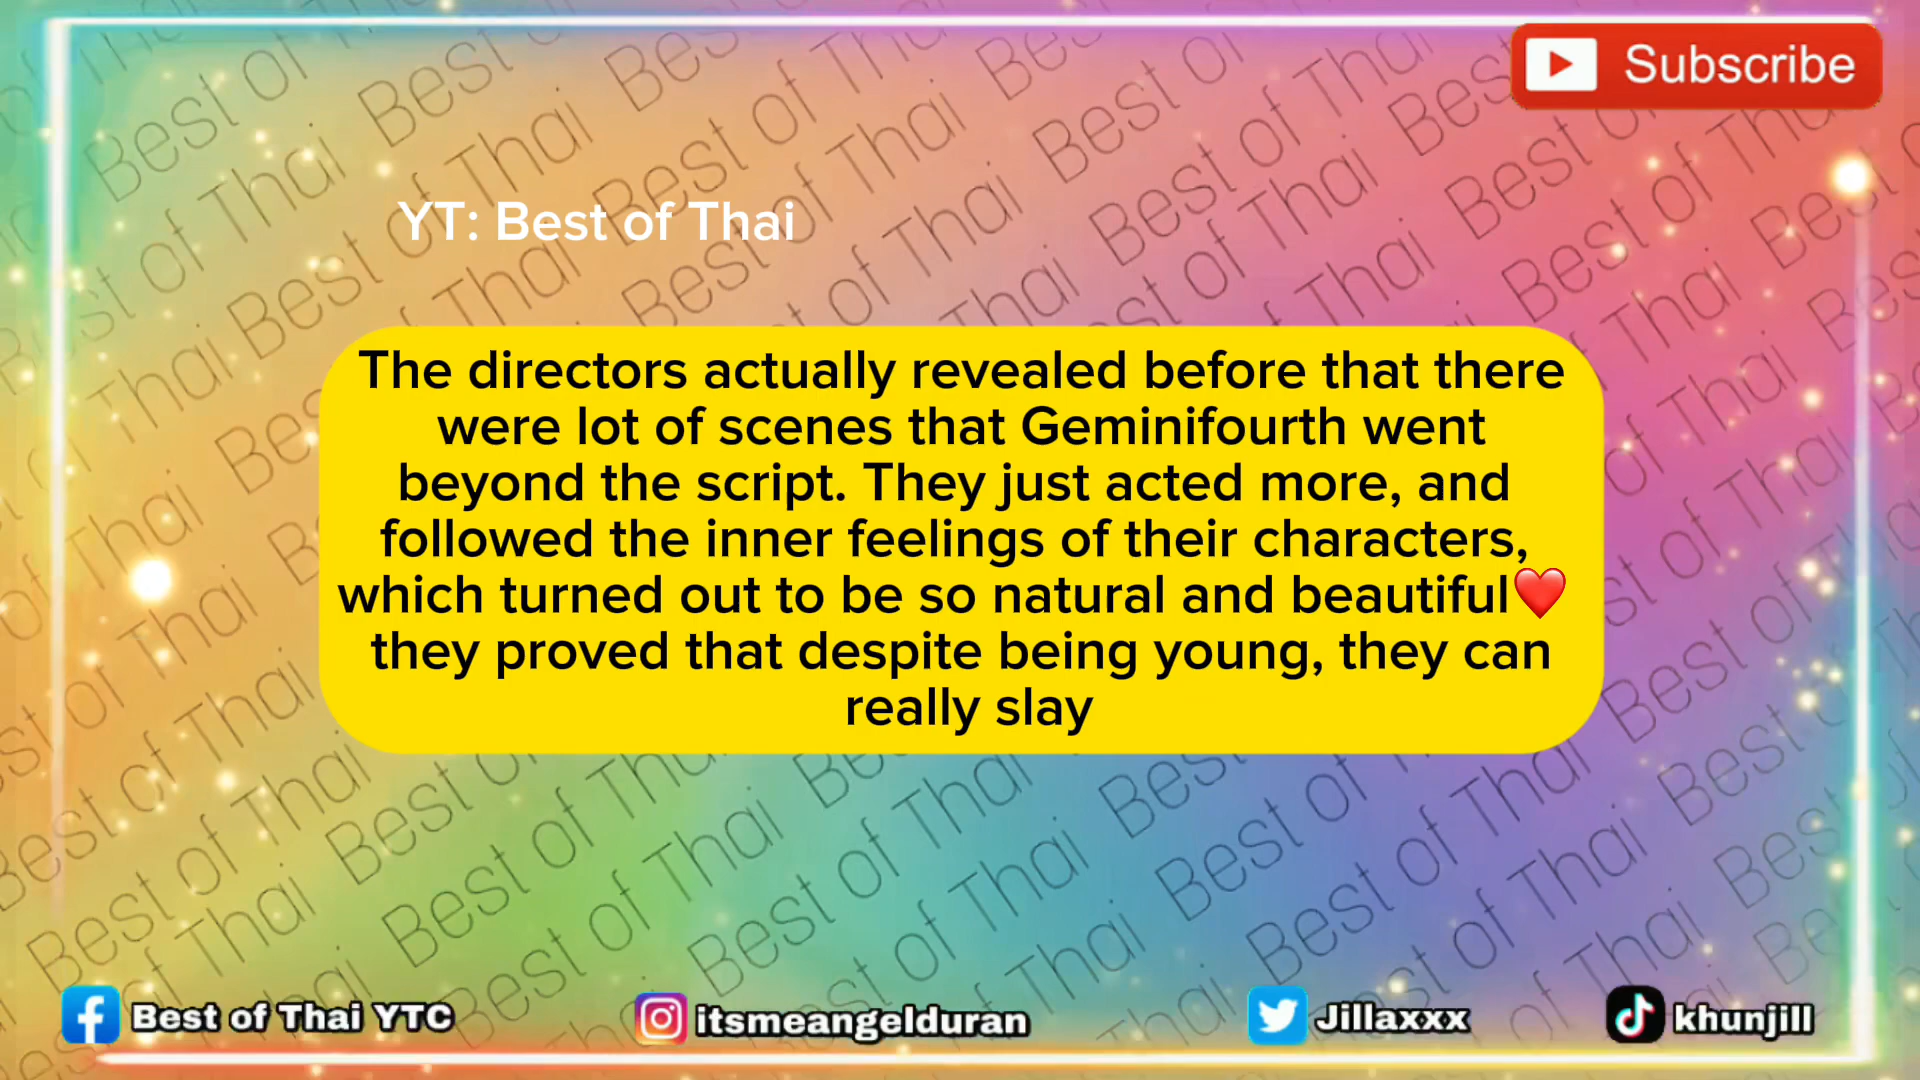 Subscribe
YT: Best of Thai
The directors actually revealed before that there
were lot of scenes that Geminifourth went
beyond the script. They just acted more, and
followed the inner feelings of their characters,
which turned out to be so natural and beautiful❤️
they proved that despite being young, they can
really slay
Best of Thai YTC
itsmeangelduran
Jillaxxx
khunjill